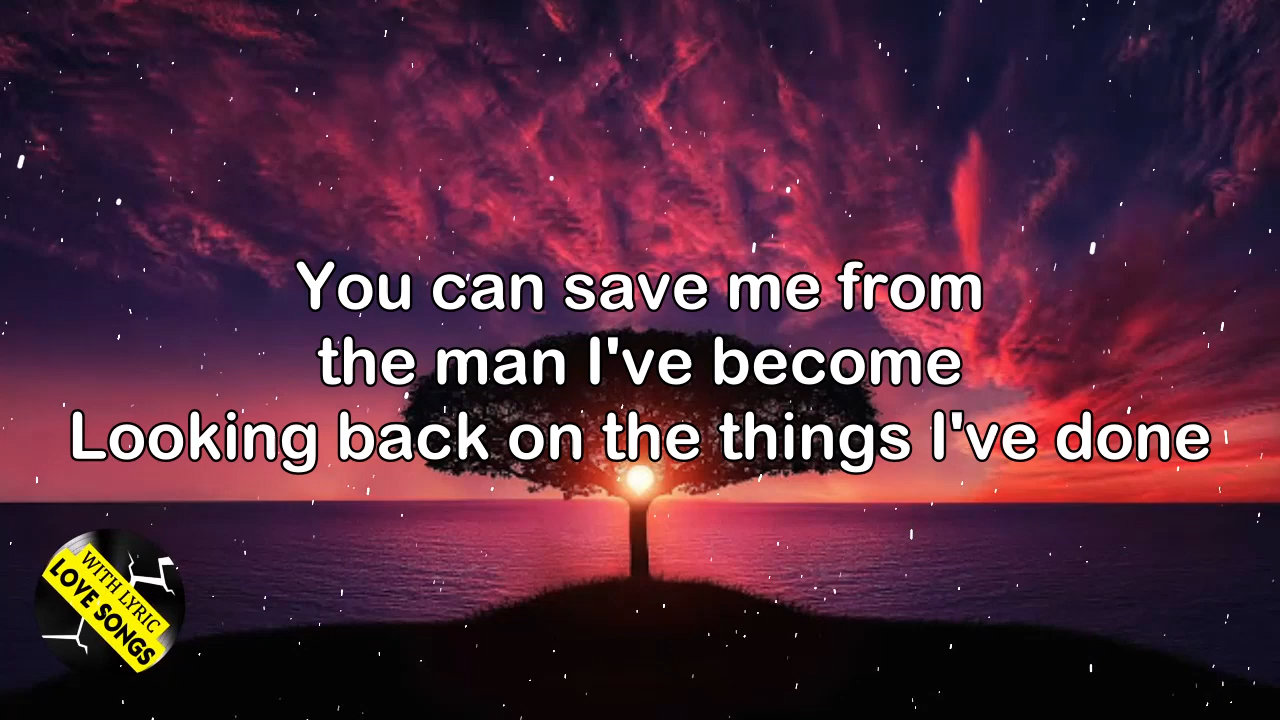 You can save me from
the man I've become
Looking back on the things I've done
WITH LYRIC
LOVE SONGS